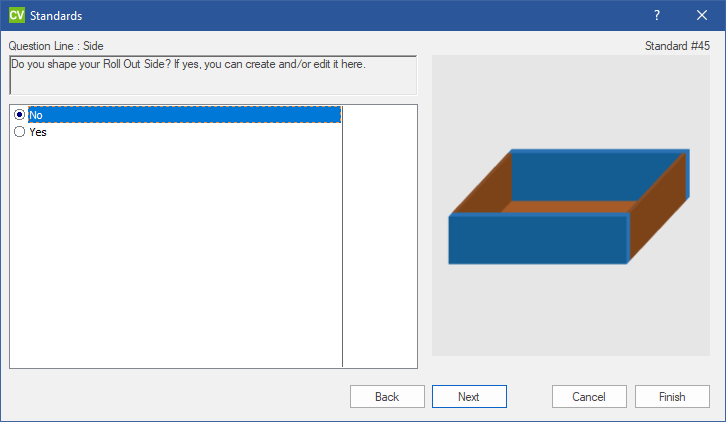 CV Standards ?
Question Line : Side
Standard #45
Do you shape your Roll Out Side? If yes, you can create and/or edit it here.
No
Yes
Back
Next
Cancel
Finish